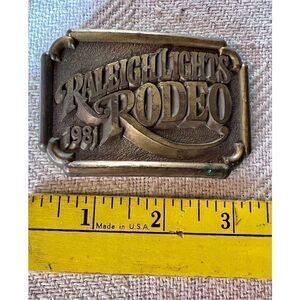 RALEIGH LIGHTS
RODEO
1981
1 2 3
Made in U.S.A.